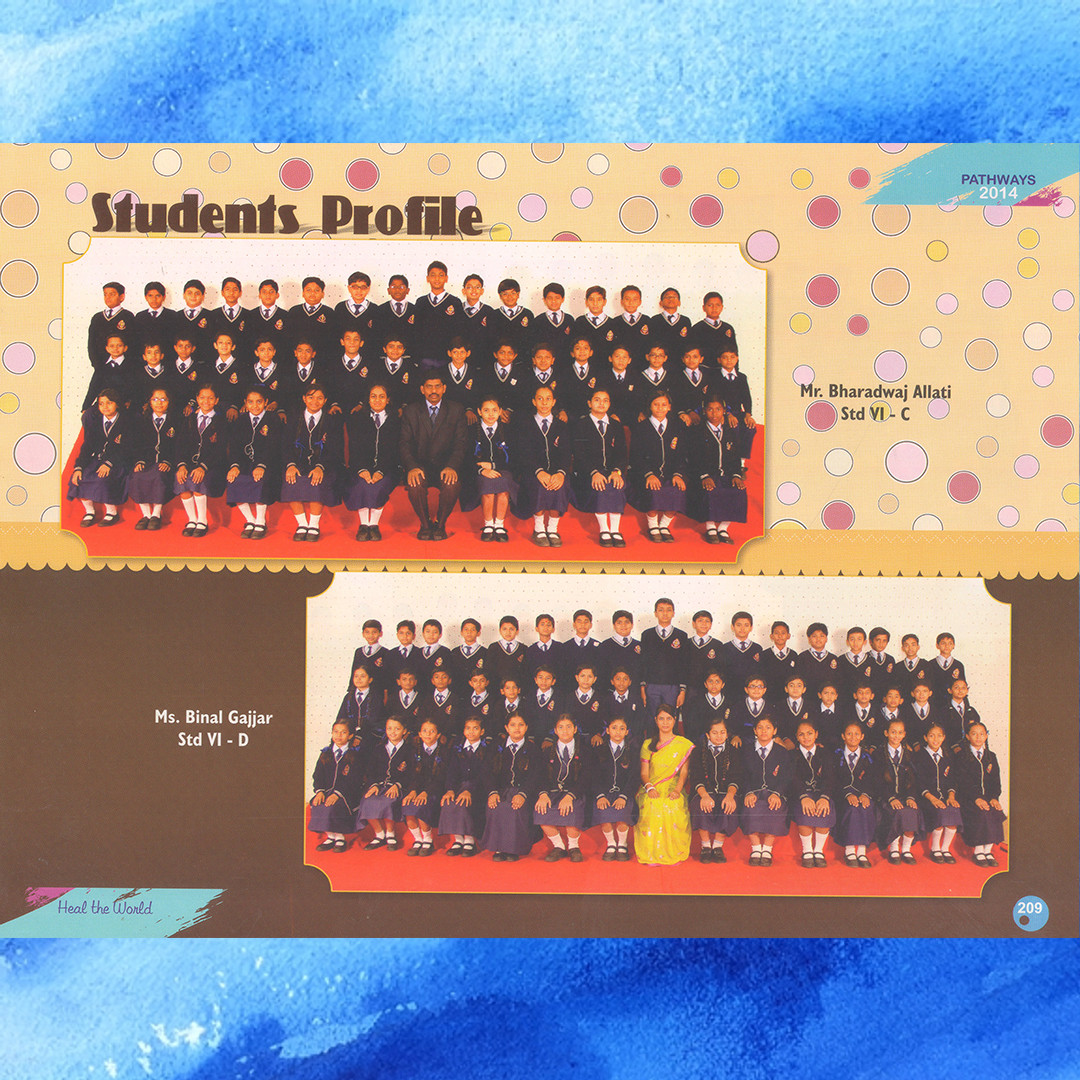 Students Profile
PATHWAYS
2014
Mr. Bharadwaj Allati
Std VI - C
Ms. Binal Gajjar
Std VI - D
Heal the World
209